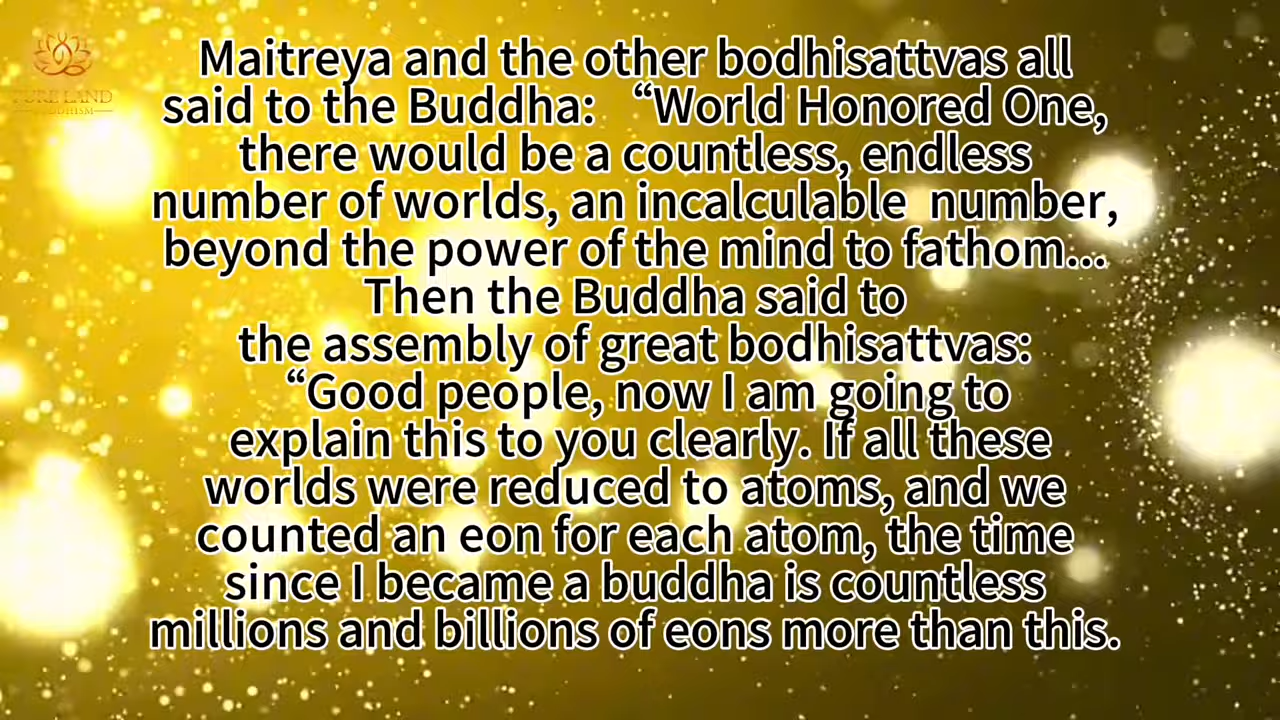 PURE LAND
BUDDHISM
Maitreya and the other bodhisattvas all
said to the Buddha: “World Honored One,
there would be a countless, endless
number of worlds, an incalculable number,
beyond the power of the mind to fathom...
Then the Buddha said to
the assembly of great bodhisattvas:
“Good people, now I am going to
explain this to you clearly. If all these
worlds were reduced to atoms, and we
counted an eon for each atom, the time
since I became a buddha is countless
millions and billions of eons more than this.